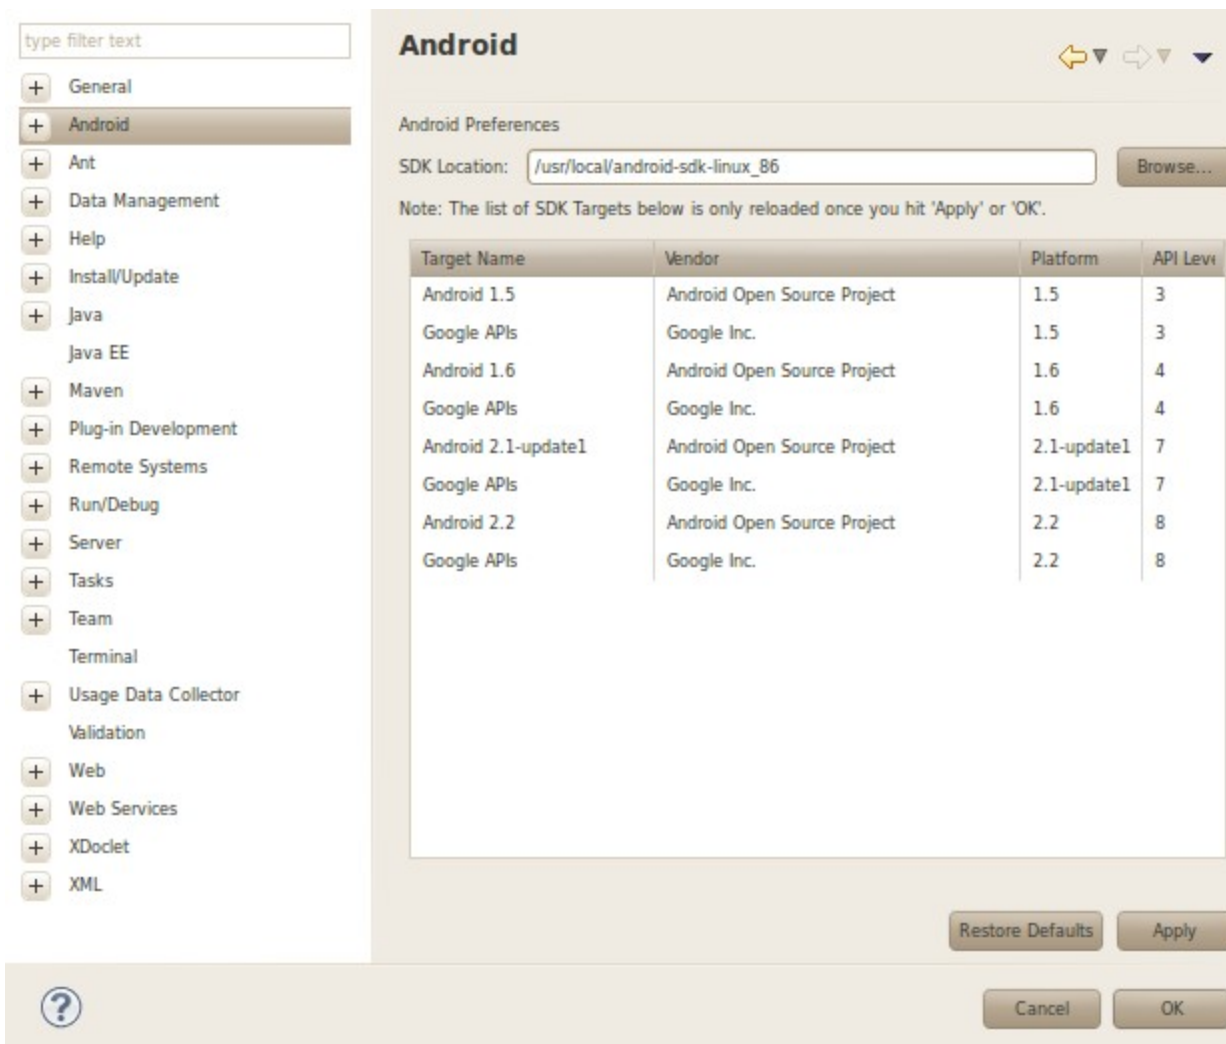 type filter text
General
Android
Ant
Data Management
Help
Install/Update
Java
Java EE
Maven
Plug-in Development
Remote Systems
Run/Debug
Server
Tasks
Team
Terminal
Usage Data Collector
Validation
Web
Web Services
XDoclet
XML
Android
Android Preferences
SDK Location: /usr/local/android-sdk-linux_86 Browse...
Note: The list of SDK Targets below is only reloaded once you hit 'Apply' or 'OK'.
Target Name Vendor Platform API Leve
Android 1.5 Android Open Source Project 1.5 3
Google APIs Google Inc. 1.5 3
Android 1.6 Android Open Source Project 1.6 4
Google APIs Google Inc. 1.6 4
Android 2.1-update1 Android Open Source Project 2.1-update1 7
Google APIs Google Inc. 2.1-update1 7
Android 2.2 Android Open Source Project 2.2 8
Google APIs Google Inc. 2.2 8
Restore Defaults Apply
? Cancel OK